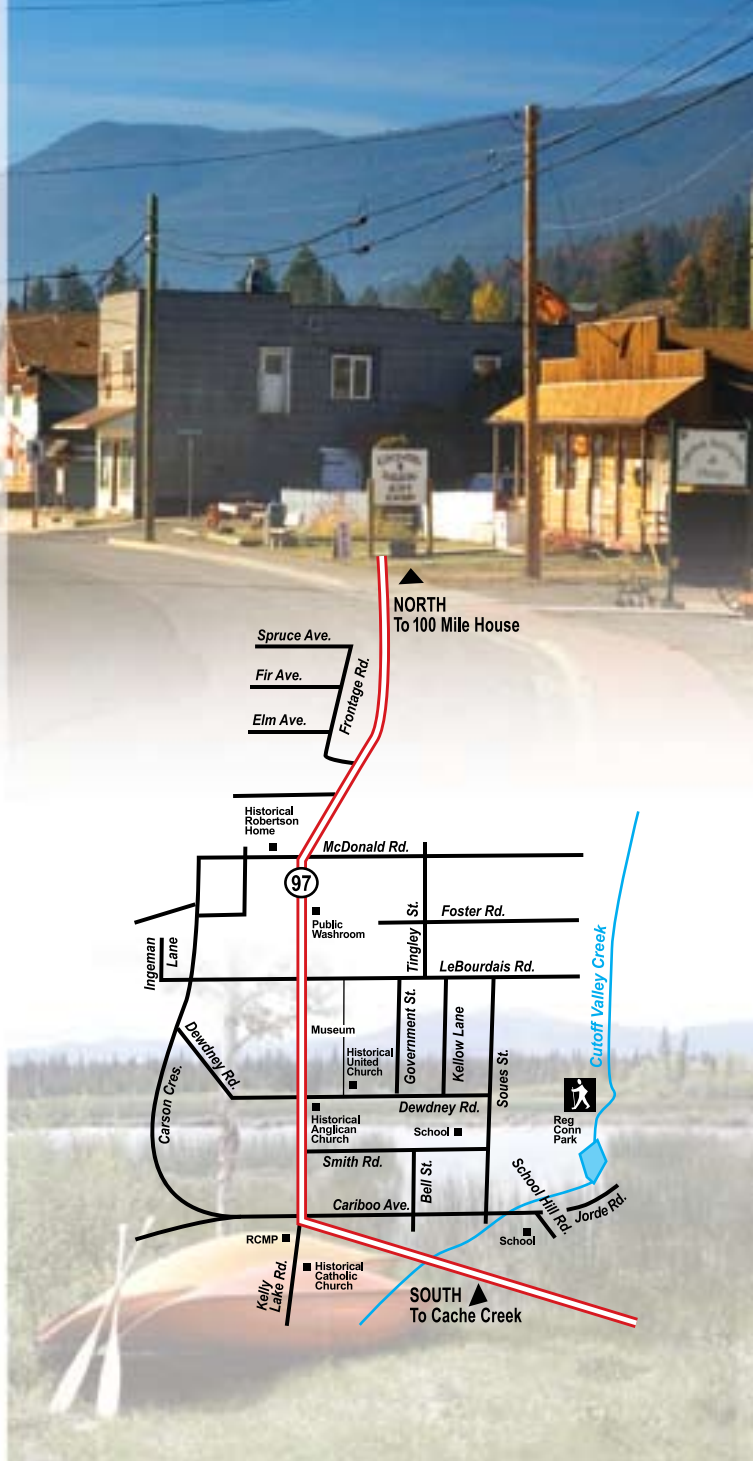 NORTH
To 100 Mile House
Spruce Ave.
Fir Ave.
Elm Ave.
Frontage Rd.
Historical
Robertson
Home
McDonald Rd.
97
Public
Washroom
Tingley St.
Foster Rd.
Ingeman
Lane
LeBourdais Rd.
Cutoff Valley Creek
Museum
Government St.
Kellow Lane
Soues St.
Historical
United
Church
Dewdney Rd.
Carson Cres.
Dewdney Rd.
Historical
Anglican
Church
School
Reg
Conn
Park
Smith Rd.
Bell St.
School Hill Rd.
Jorde Rd.
Cariboo Ave.
RCMP
School
Kelly
Lake Rd.
Historical
Catholic
Church
SOUTH
To Cache Creek